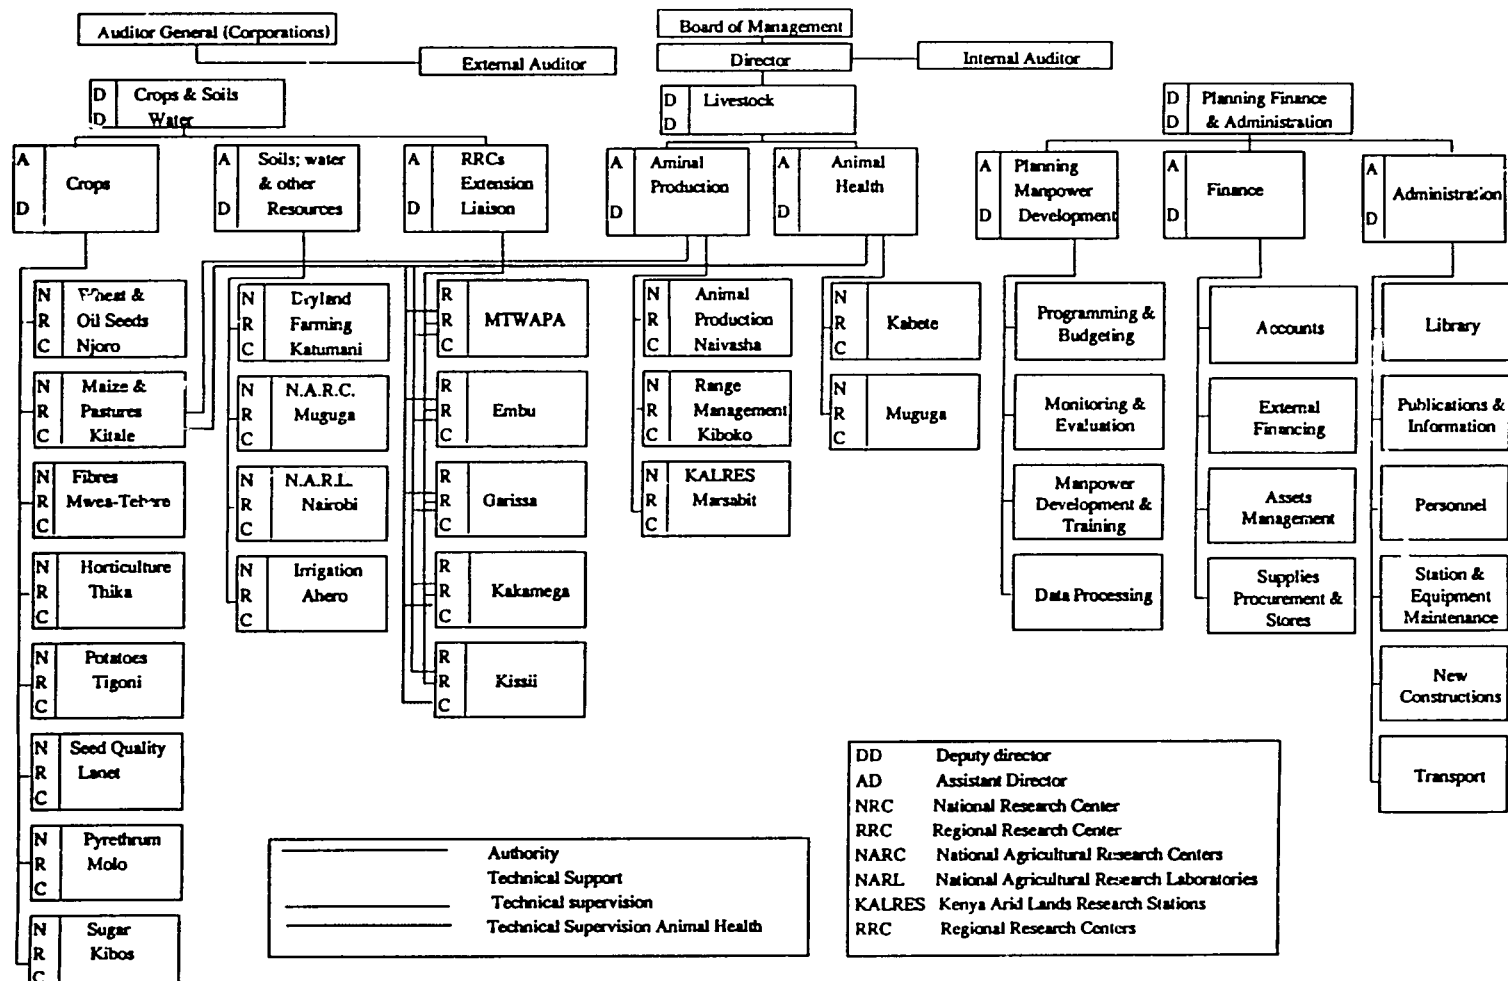 Auditor General (Corporations)
External Auditor
Board of Management
Director
Internal Auditor
D Crops & Soils
D Water
D Livestock
D
D Planning Finance
D & Administration
A
Crops
D
A Soils; water
& other
D Resources
A RRCs
Extension
D Liaison
A Aminal
Production
D
A Animal
Health
D
A Planning
Manpower
D Development
A
Finance
D
A
Administration
D
N &
R Oil Seeds
C Njoro
N Maize &
R Pastures
C Kitale
N Fibres
R
C
N Horticulture
R Thika
C
N Potatoes
R Tigoni
C
N Seed Quality
R Lanet
C
N Pyrethrum
R Molo
C
N Sugar
R Kibos
C
N Dryland
R Farming
C Katumani
N N.A.R.C.
R Muguga
C
N N.A.R.L.
R Nairobi
C
N Irrigation
R Ahero
C
R
R MTWAPA
C
R
R Embu
C
R
R Garissa
C
R
R Kakamega
C
R
R Kissii
C
N Animal
R Production
C Naivasha
N Range
R Management
C Kiboko
N KALRES
R Marsabit
C
N
R Kabete
C
N
R Muguga
C
Programming &
Budgeting
Monitoring &
Evaluation
Manpower
Development &
Training
Data Processing
Accounts
External
Financing
Assets
Management
Supplies
Procurement &
Stores
Library
Publications &
Information
Personnel
Station &
Equipment
Maintenance
New
Constructions
Transport
Authority
Technical Support
Technical supervision
Technical Supervision Animal Health
DD Deputy director
AD Assistant Director
NRC National Research Center
RRC Regional Research Center
NARC National Agricultural Research Centers
NARL National Agricultural Research Laboratories
KALRES Kenya Arid Lands Research Stations
RRC Regional Research Centers